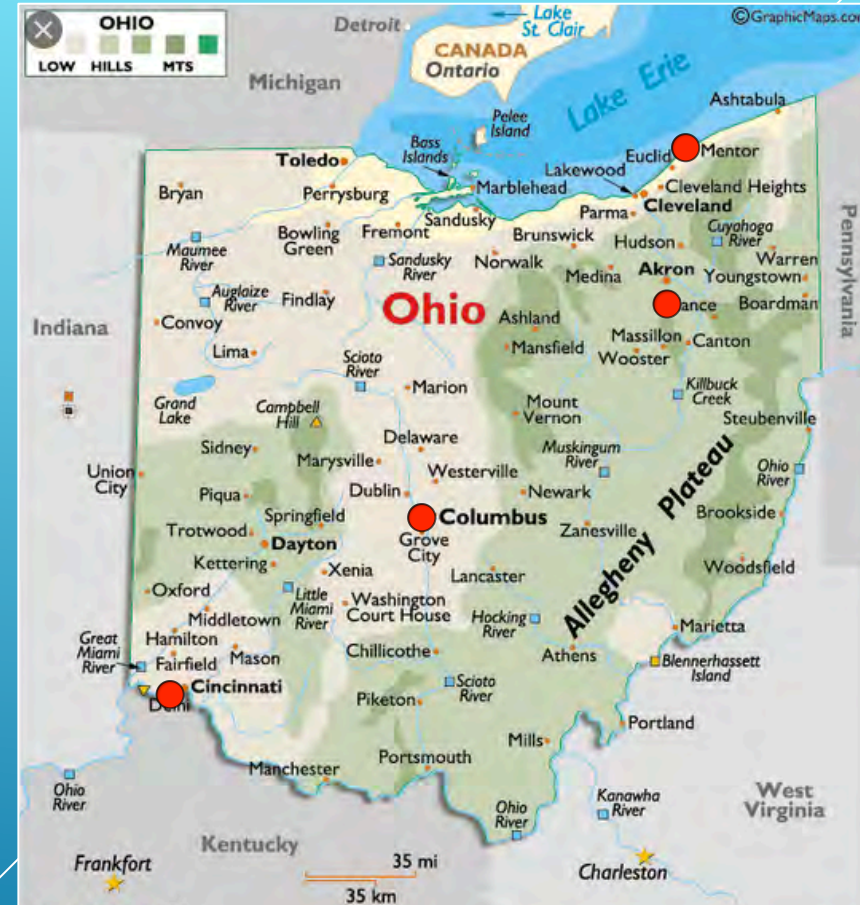 OHIO
LOW HILLS MTS
Detroit
Lake
St. Clair
©GraphicMaps.com
CANADA
Ontario
Michigan
Lake Erie
Ashtabula
Pelee
Island
Bass
Islands
Euclid
Mentor
Toledo
Lakewood
Bryan
Perrysburg
Marblehead
Cleveland Heights
Cleveland
Sandusky
Parma
Bowling
Green
Fremont
Brunswick
Hudson
Cuyahoga
River
Pennsylvania
Maumee
River
Sandusky
River
Norwalk
Warren
Medina
Akron
Youngstown
Auglaize
River
Findlay
Ohio
ance
Boardman
Indiana
Convoy
Ashland
Massillon
Canton
Lima
Mansfield
Wooster
Scioto
River
Marion
Killbuck
Creek
Grand
Lake
Campbell
Hill
Mount
Vernon
Steubenville
Sidney
Delaware
Marysville
Muskingum
River
Ohio
River
Union
City
Westerville
Piqua
Dublin
Newark
Allegheny Plateau
Springfield
Columbus
Brookside
Trotwood
Dayton
Grove
City
Zanesville
Kettering
Xenia
Lancaster
Woodsfield
Oxford
Little
Miami
River
Washington
Court House
Middletown
Hocking
River
Marietta
Great
Miami
River
Hamilton
Fairfield
Mason
Chillicothe
Athens
Blennerhassett
Island
Cincinnati
Scioto
River
Delhi
Piketon
Portland
Mills
Manchester
Portsmouth
Ohio
River
Ohio
River
Kanawha
River
West
Virginia
Kentucky
Frankfort
35 mi
35 km
Charleston